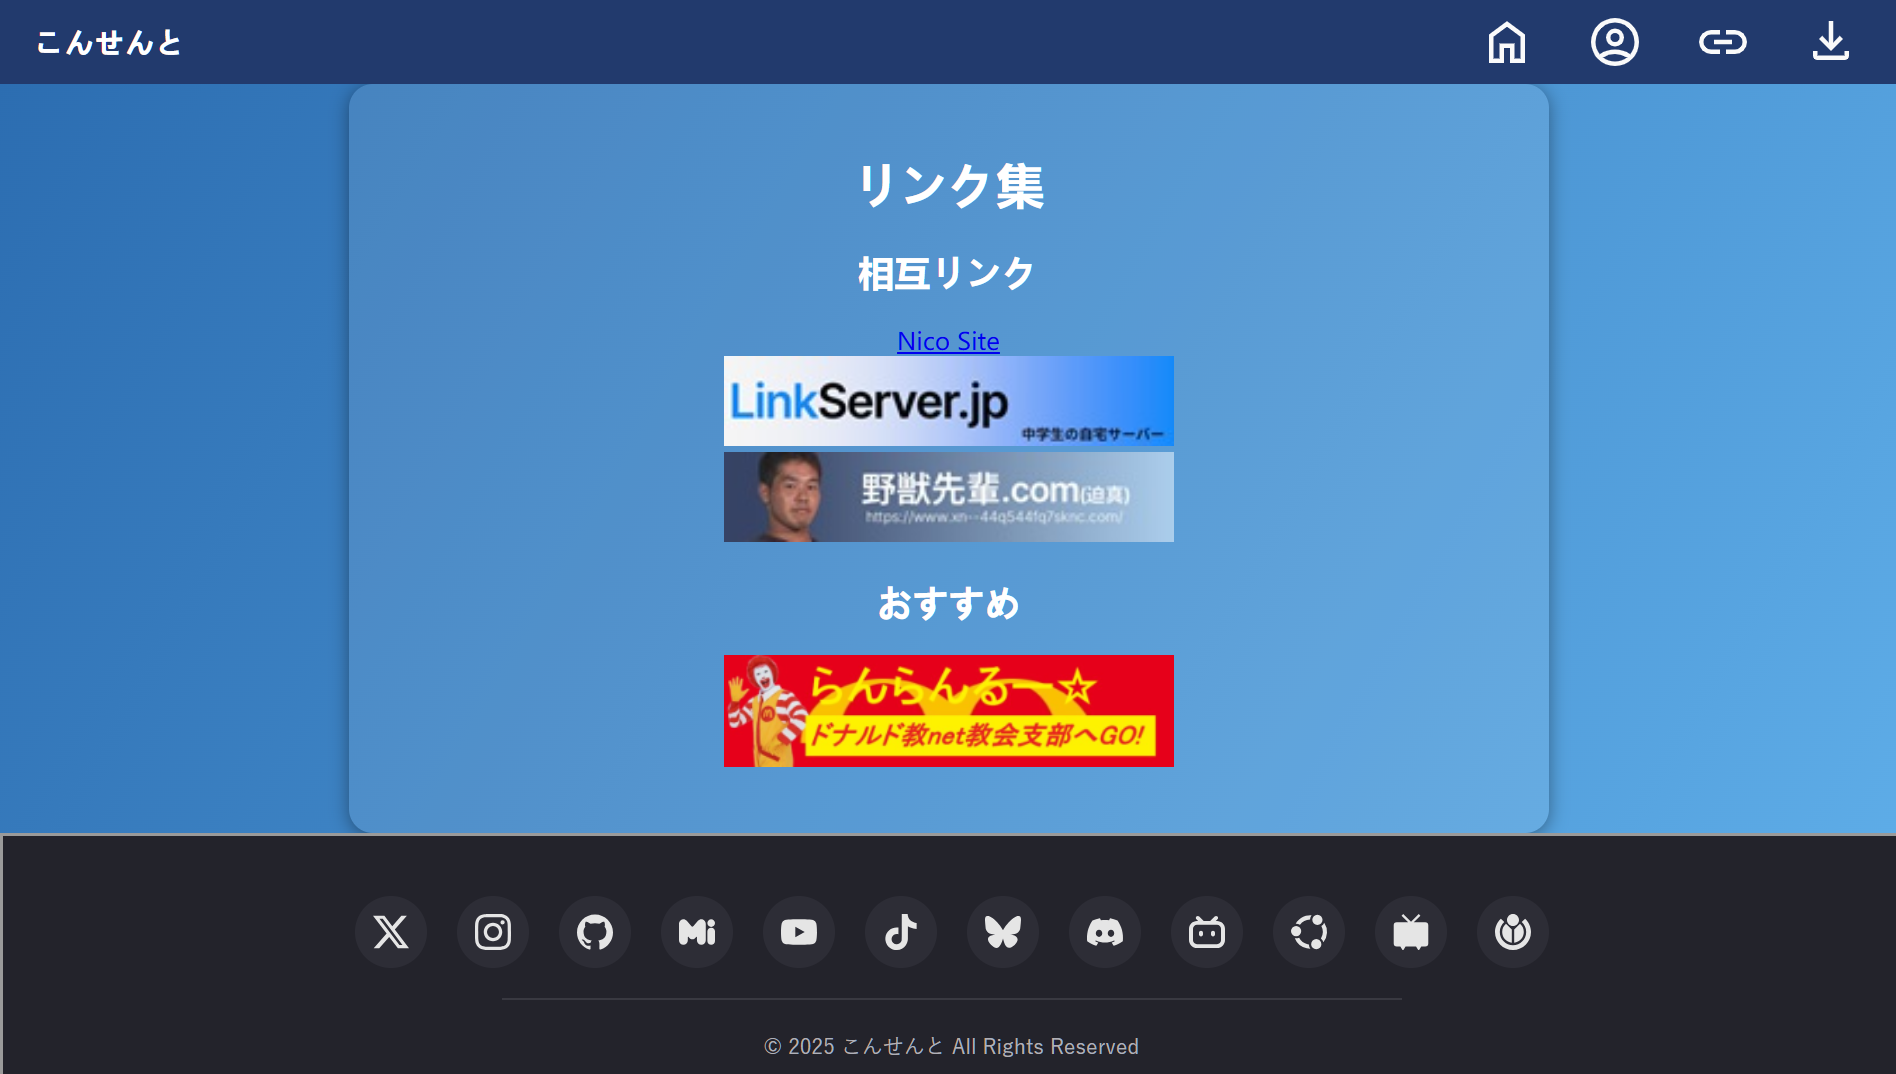 こんせんと
リンク集
相互リンク
Nico Site
LinkServer.jp
中学生の自宅サーバー
野獣先輩.com(迫真)
https://www.xn--44q544fq7sknc.com/
おすすめ
らんらんるー☆
ドナルド教net教会支部へGO!
© 2025 こんせんと All Rights Reserved